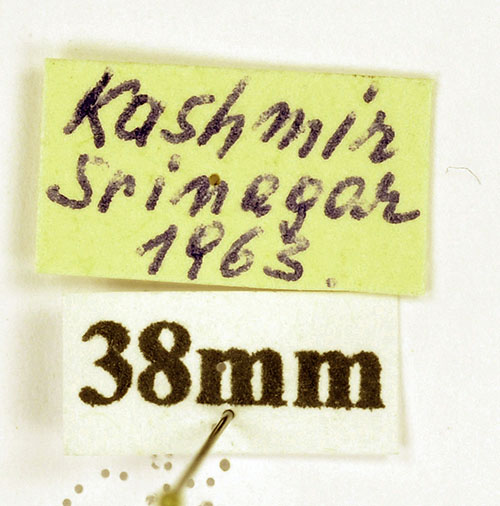 Kashmir
Srinagar
1963.
38mm